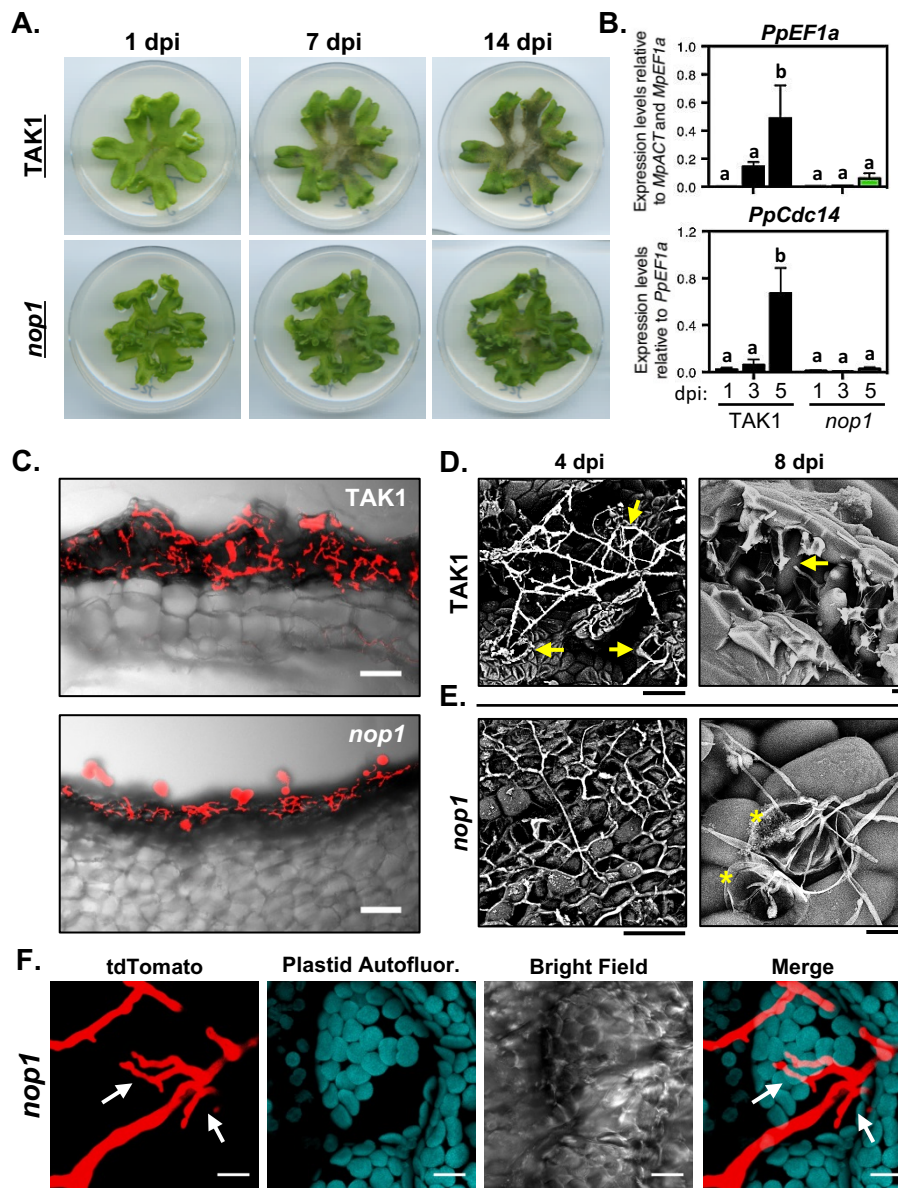 A.
1 dpi 7 dpi 14 dpi
TAK1
nop1
B.
PpEF1a
Expression levels relative
to MpACT and MpEF1a
1.0
0.8
0.6
0.4
0.2
0.0
a a b a a a
PpCdc14
Expression levels
relative to PpEF1a
1.2
0.8
0.4
0.0
a a b a a a
dpi: 1 3 5 1 3 5
TAK1 nop1
C.
TAK1
nop1
D.
4 dpi 8 dpi
TAK1
E.
nop1
* *
F.
tdTomato Plastid Autofluor. Bright Field Merge
nop1